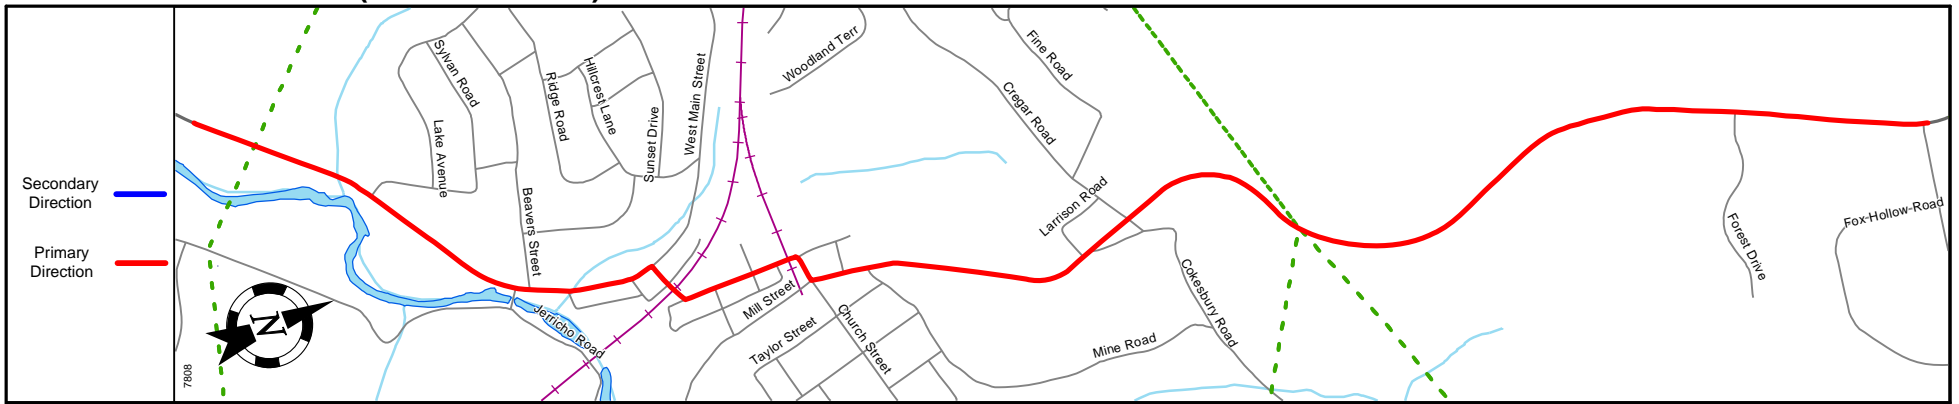 Secondary
Direction
Primary
Direction
7808
N
Sylvan Road
Lake Avenue
Ridge Road
Hillcrest Lane
Sunset Drive
West Main Street
Beavers Street
Jerricho Road
Woodland Terr
Mill Street
Taylor Street
Church Street
Fine Road
Cregar Road
Larrison Road
Cokesbury Road
Mine Road
Forest Drive
Fox-Hollow-Road